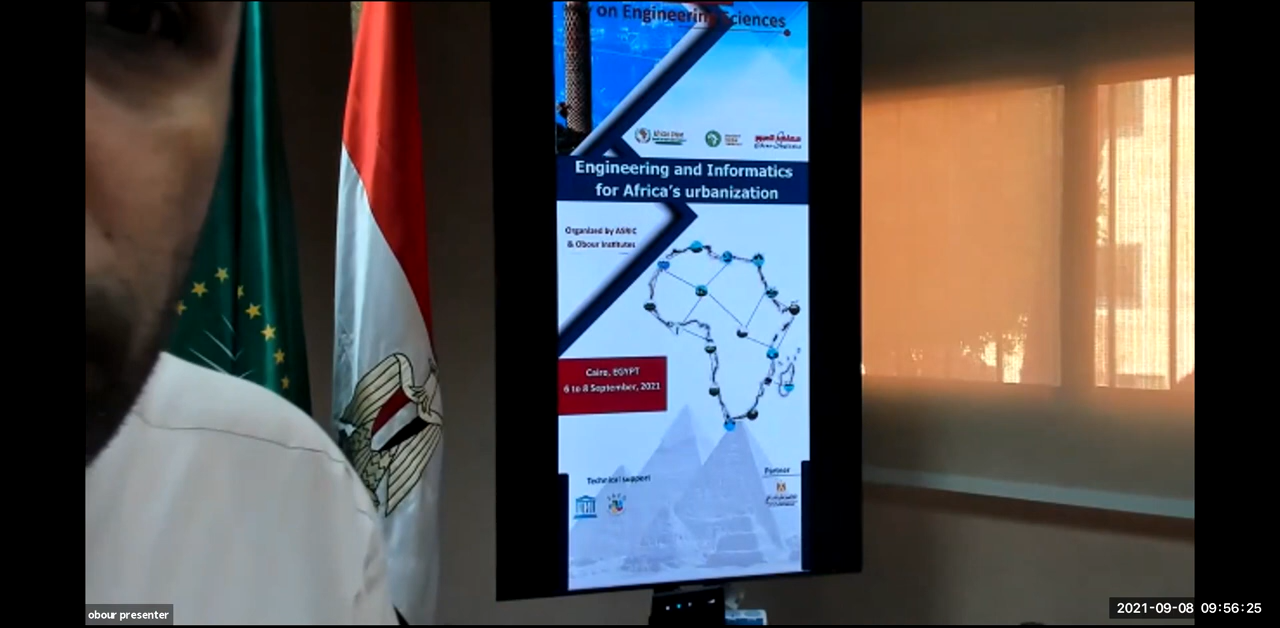 on Engineering Sciences
Engineering and Informatics
for Africa's urbanization
Organized by ASRIC
& Obour Institutes
Cairo, EGYPT
6 to 8 September, 2021
Technical support
Partner
obour presenter
2021-09-08 09:56:25